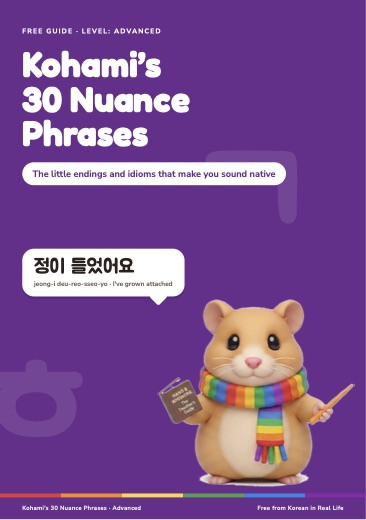 FREE GUIDE · LEVEL: ADVANCED
Kohami's
30 Nuance
Phrases
The little endings and idioms that make you sound native
정이 들었어요
jeong-i deu-reo-sseo-yo · I've grown attached
Kohami's 30 Nuance Phrases · Advanced
Free from Korean in Real Life